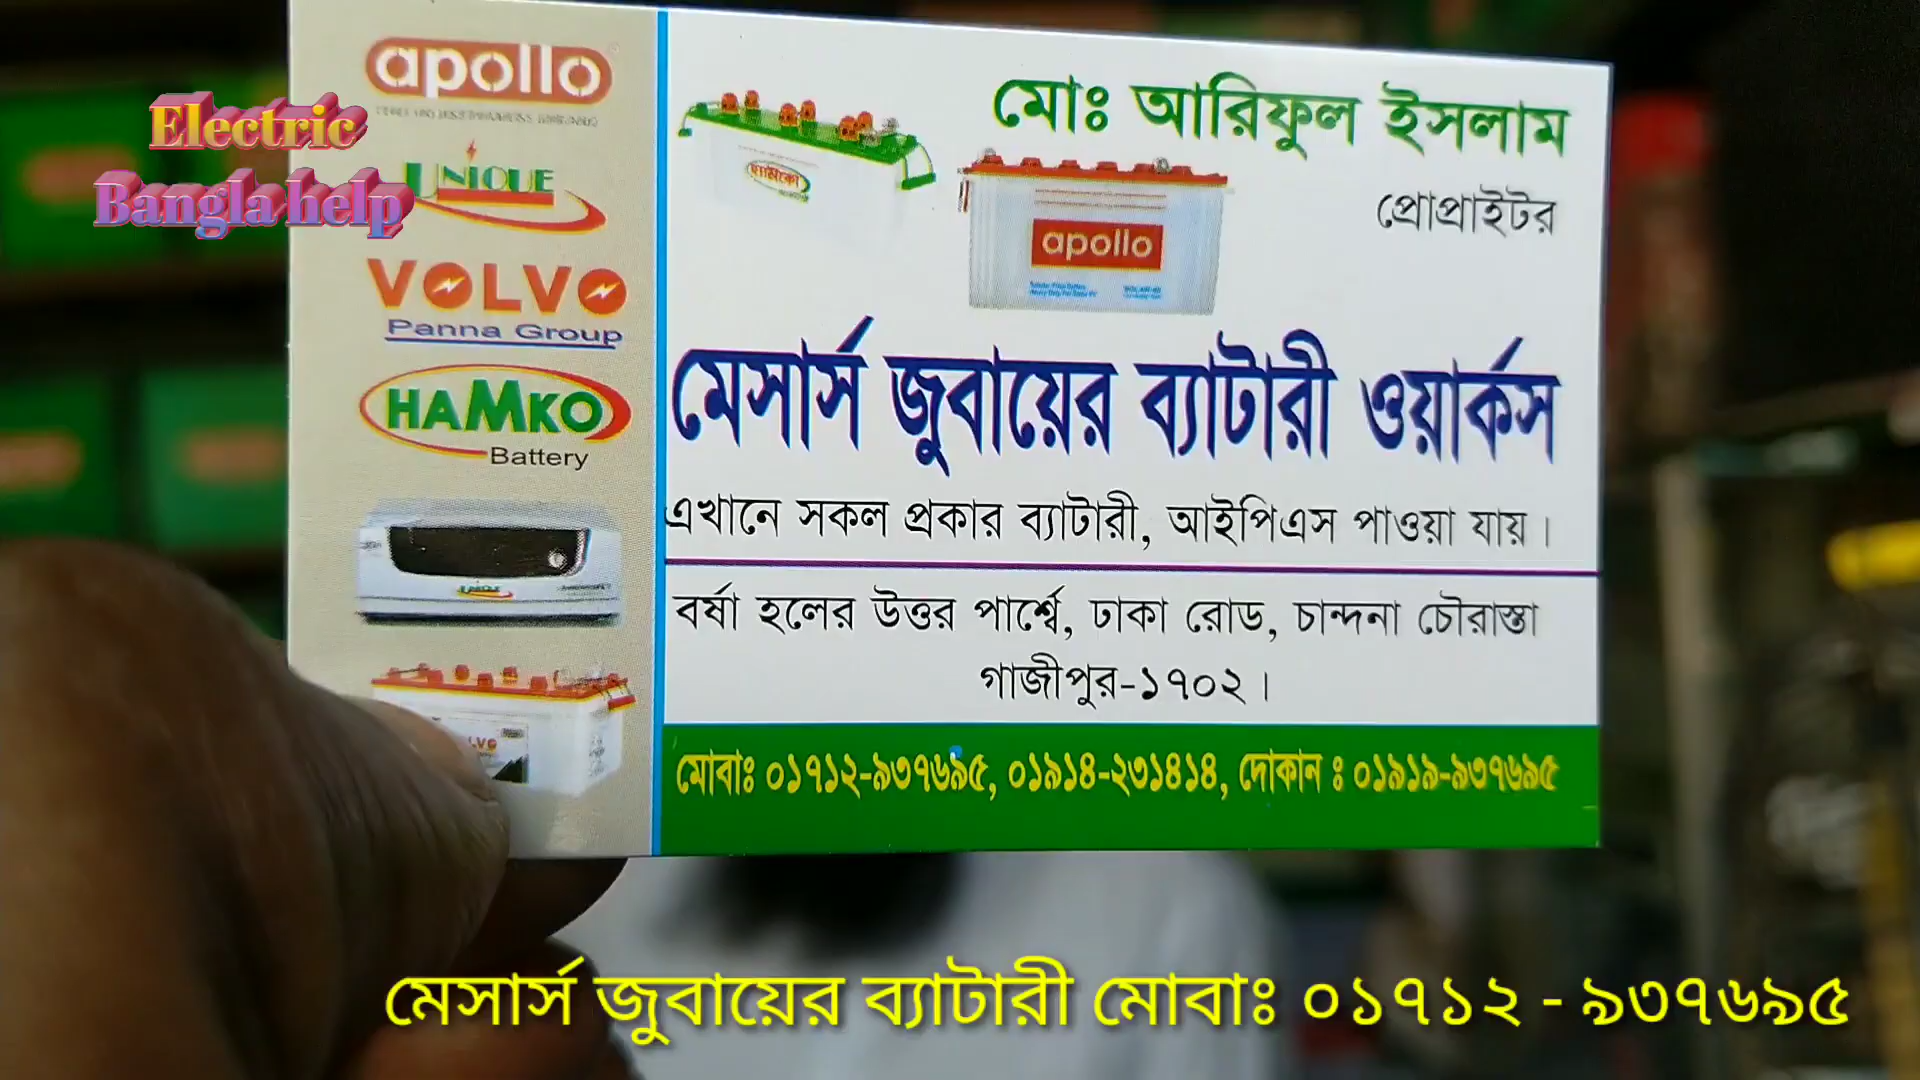 Electric
Bangla help
apollo
UNIQUE
VOLVO
Panna Group
HAMKO
Battery
হ্যামকো
apollo
মোঃ আরিফুল ইসলাম
প্রোপ্রাইটর
মেসার্স জুবায়ের ব্যাটারী ওয়ার্কস
এখানে সকল প্রকার ব্যাটারী, আইপিএস পাওয়া যায়।
বর্ষা হলের উত্তর পার্শ্বে, ঢাকা রোড, চান্দনা চৌরাস্তা
গাজীপুর-১৭০২।
মোবাঃ ০১৭১২-৯৩৭৬৯৫, ০১৯১৪-২৩১৪১৪, দোকান : ০১৯১৯-৯৩৭৬৯৫
মেসার্স জুবায়ের ব্যাটারী মোবাঃ ০১৭১২ - ৯৩৭৬৯৫